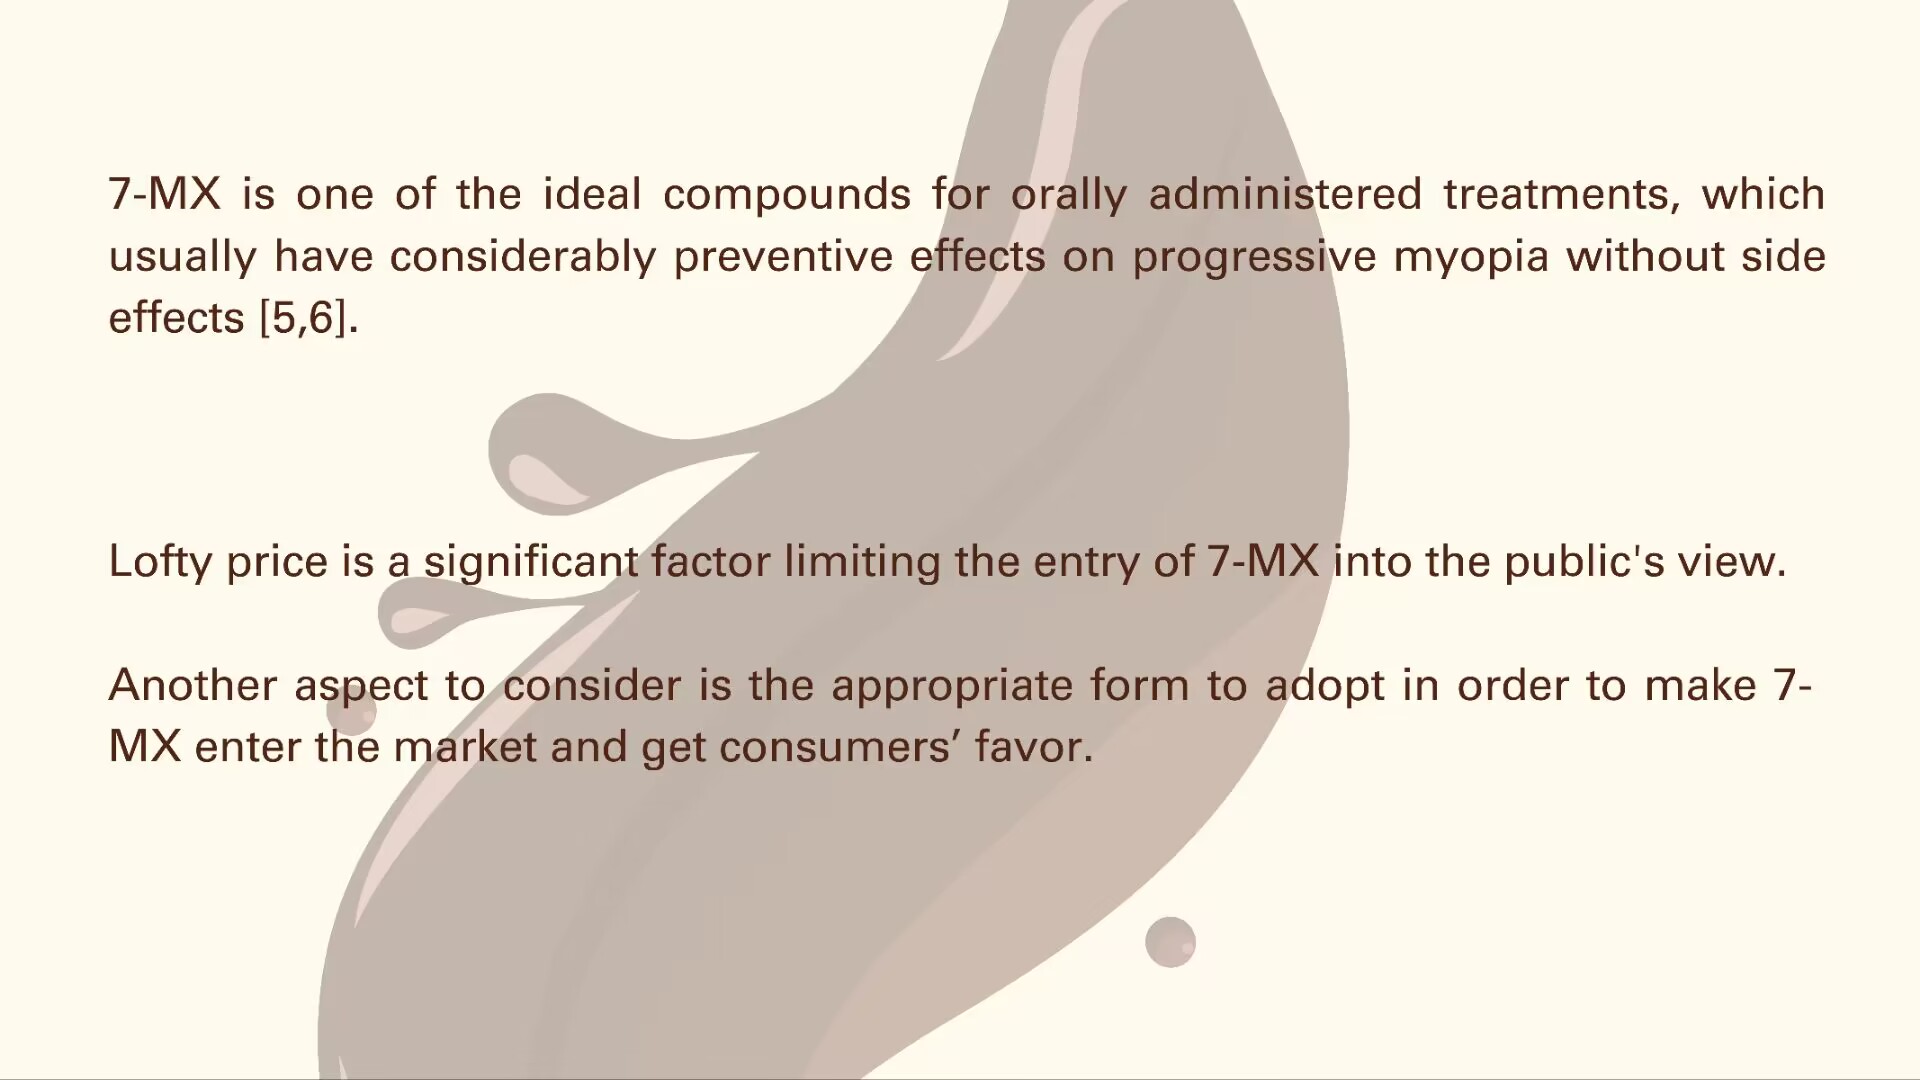 7-MX is one of the ideal compounds for orally administered treatments, which
usually have considerably preventive effects on progressive myopia without side
effects [5,6].
Lofty price is a significant factor limiting the entry of 7-MX into the public's view.
Another aspect to consider is the appropriate form to adopt in order to make 7-
MX enter the market and get consumers’ favor.